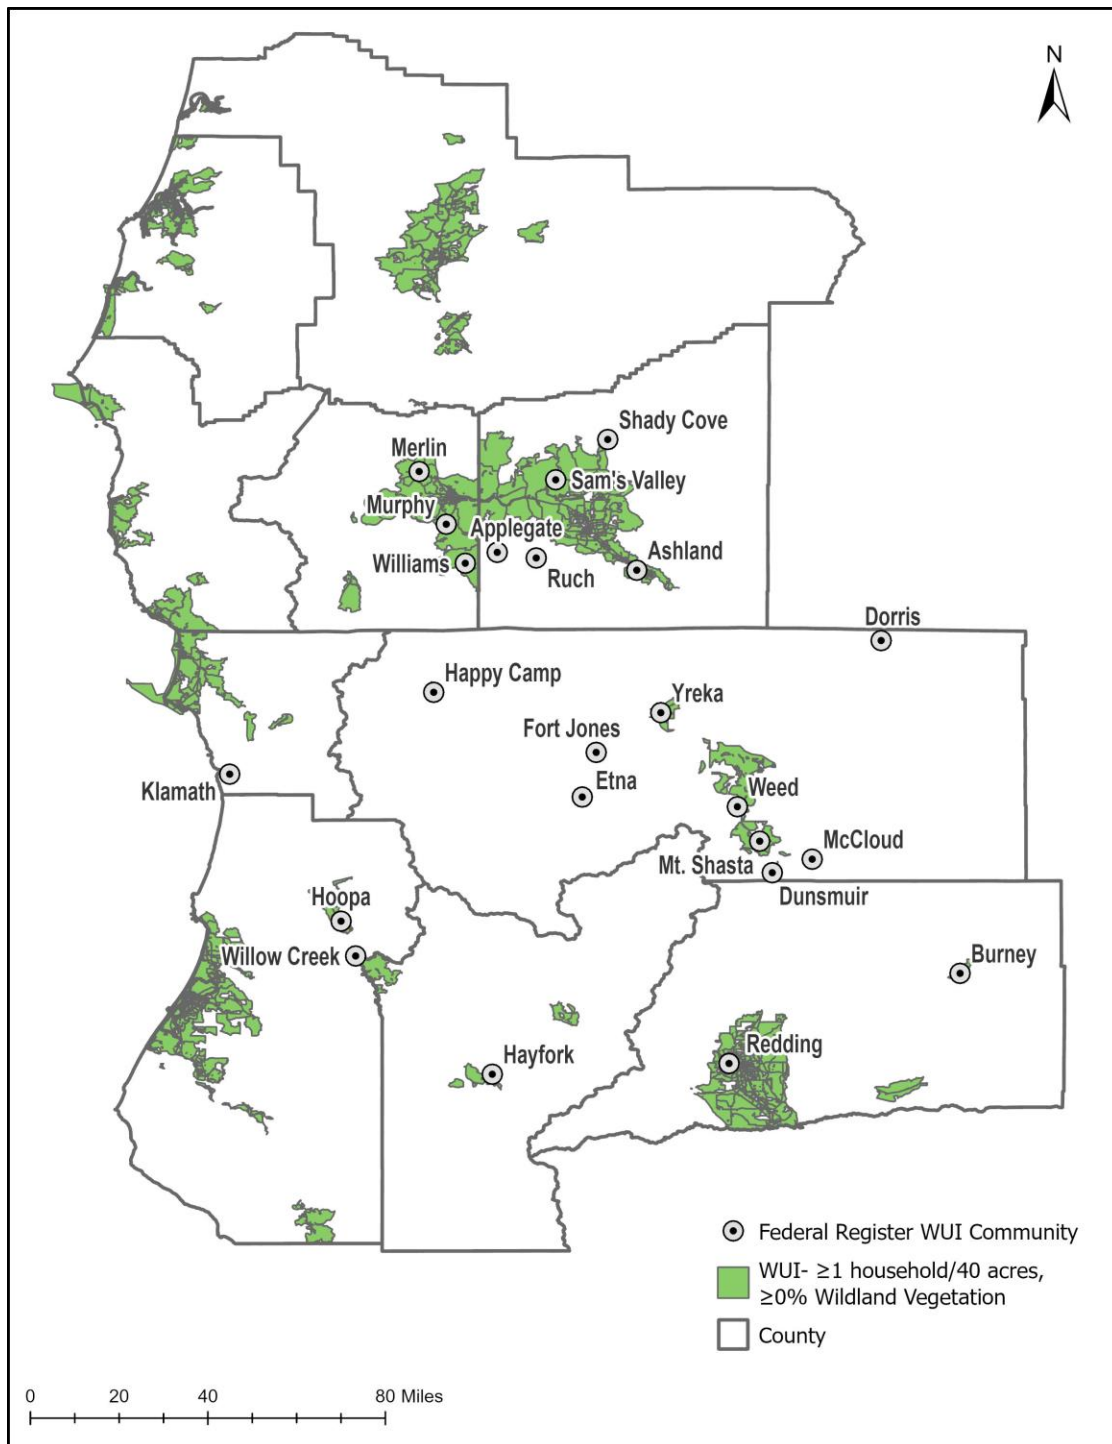 N
Shady Cove
Merlin
Sam's Valley
Murphy
Applegate
Williams
Ruch
Ashland
Dorris
Happy Camp
Yreka
Fort Jones
Etna
Klamath
Weed
McCloud
Mt. Shasta
Dunsmuir
Hoopa
Willow Creek
Burney
Redding
Hayfork
Federal Register WUI Community
WUI- ≥1 household/40 acres,
≥0% Wildland Vegetation
County
0 20 40 80 Miles